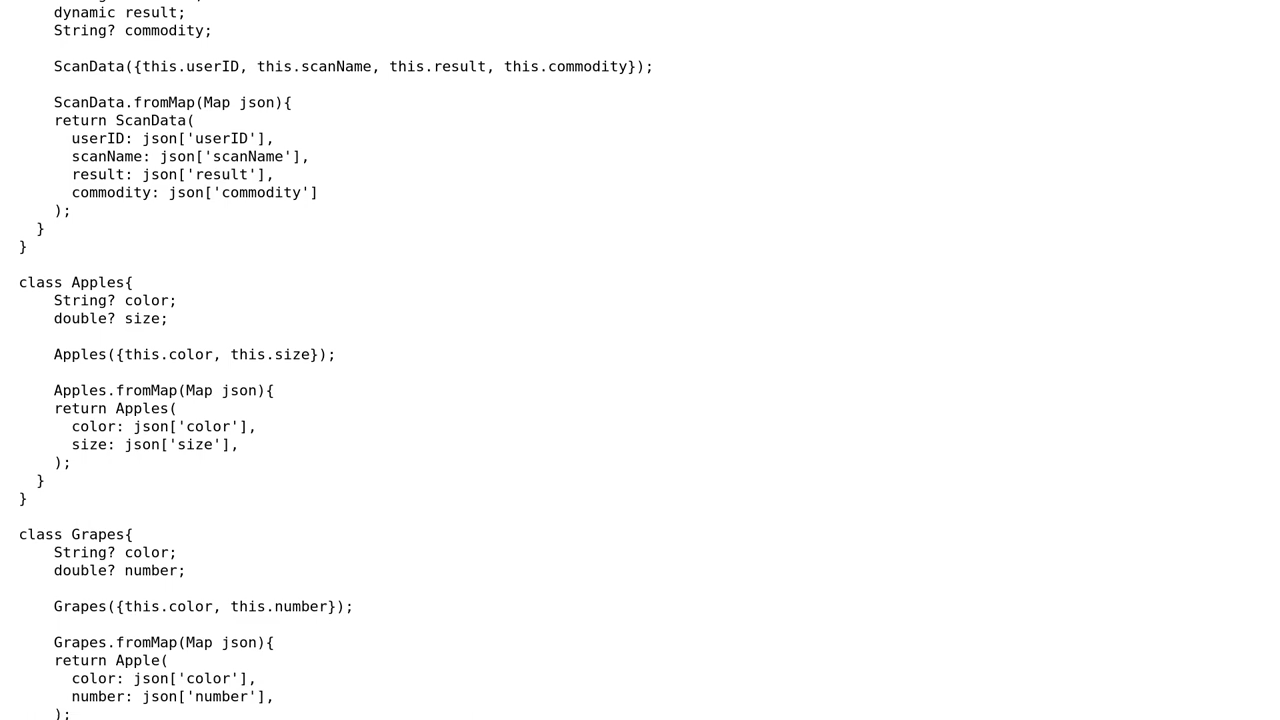 dynamic result;
String? commodity;
ScanData({this.userID, this.scanName, this.result, this.commodity});
ScanData.fromMap(Map json){
return ScanData(
userID: json['userID'],
scanName: json['scanName'],
result: json['result'],
commodity: json['commodity']
);
}
}
class Apples{
String? color;
double? size;
Apples({this.color, this.size});
Apples.fromMap(Map json){
return Apples(
color: json['color'],
size: json['size'],
);
}
}
class Grapes{
String? color;
double? number;
Grapes({this.color, this.number});
Grapes.fromMap(Map json){
return Apple(
color: json['color'],
number: json['number'],
);